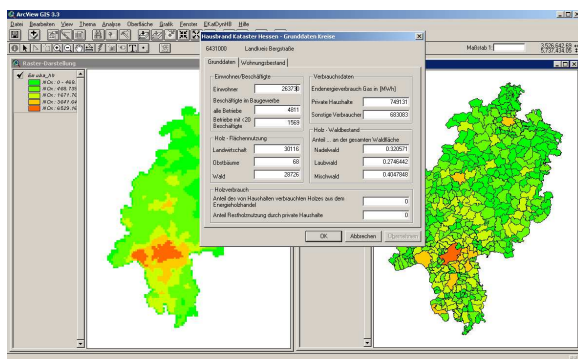 ArcView GIS 3.3
Datei Bearbeiten View Thema Analyse Oberfläche Grafik Fenster EKatDynHB Hilfe
Maßstab 1:
Raster-Darstellung
Hausbrand Kataster Hessen - Grunddaten Kreise
6431000 Landkreis Bergstraße
Grunddaten Wohnungsbestand
Einwohner/Beschäftigte
Einwohner 26373
Beschäftigte im Baugewerbe
alle Betriebe 4811
Betriebe mit <20 Beschäftigte 1569
Holz - Flächennutzung
Landwirtschaft 30116
Obstbäume 68
Wald 28726
Verbrauchsdaten
Endenergieverbrauch Gas in [MWh]
Private Haushalte 749131
Sonstige Verbraucher 683083
Holz - Waldbestand
Anteil ... an der gesamten Waldfläche
Nadelwald 0.320571
Laubwald 0.2746442
Mischwald 0.4047848
Holzverbrauch
Anteil des von Haushalten verbrauchten Holzes aus dem Energieholzhandel 0
Anteil Restholznutzung durch private Haushalte 0
OK Abbrechen Übernehmen